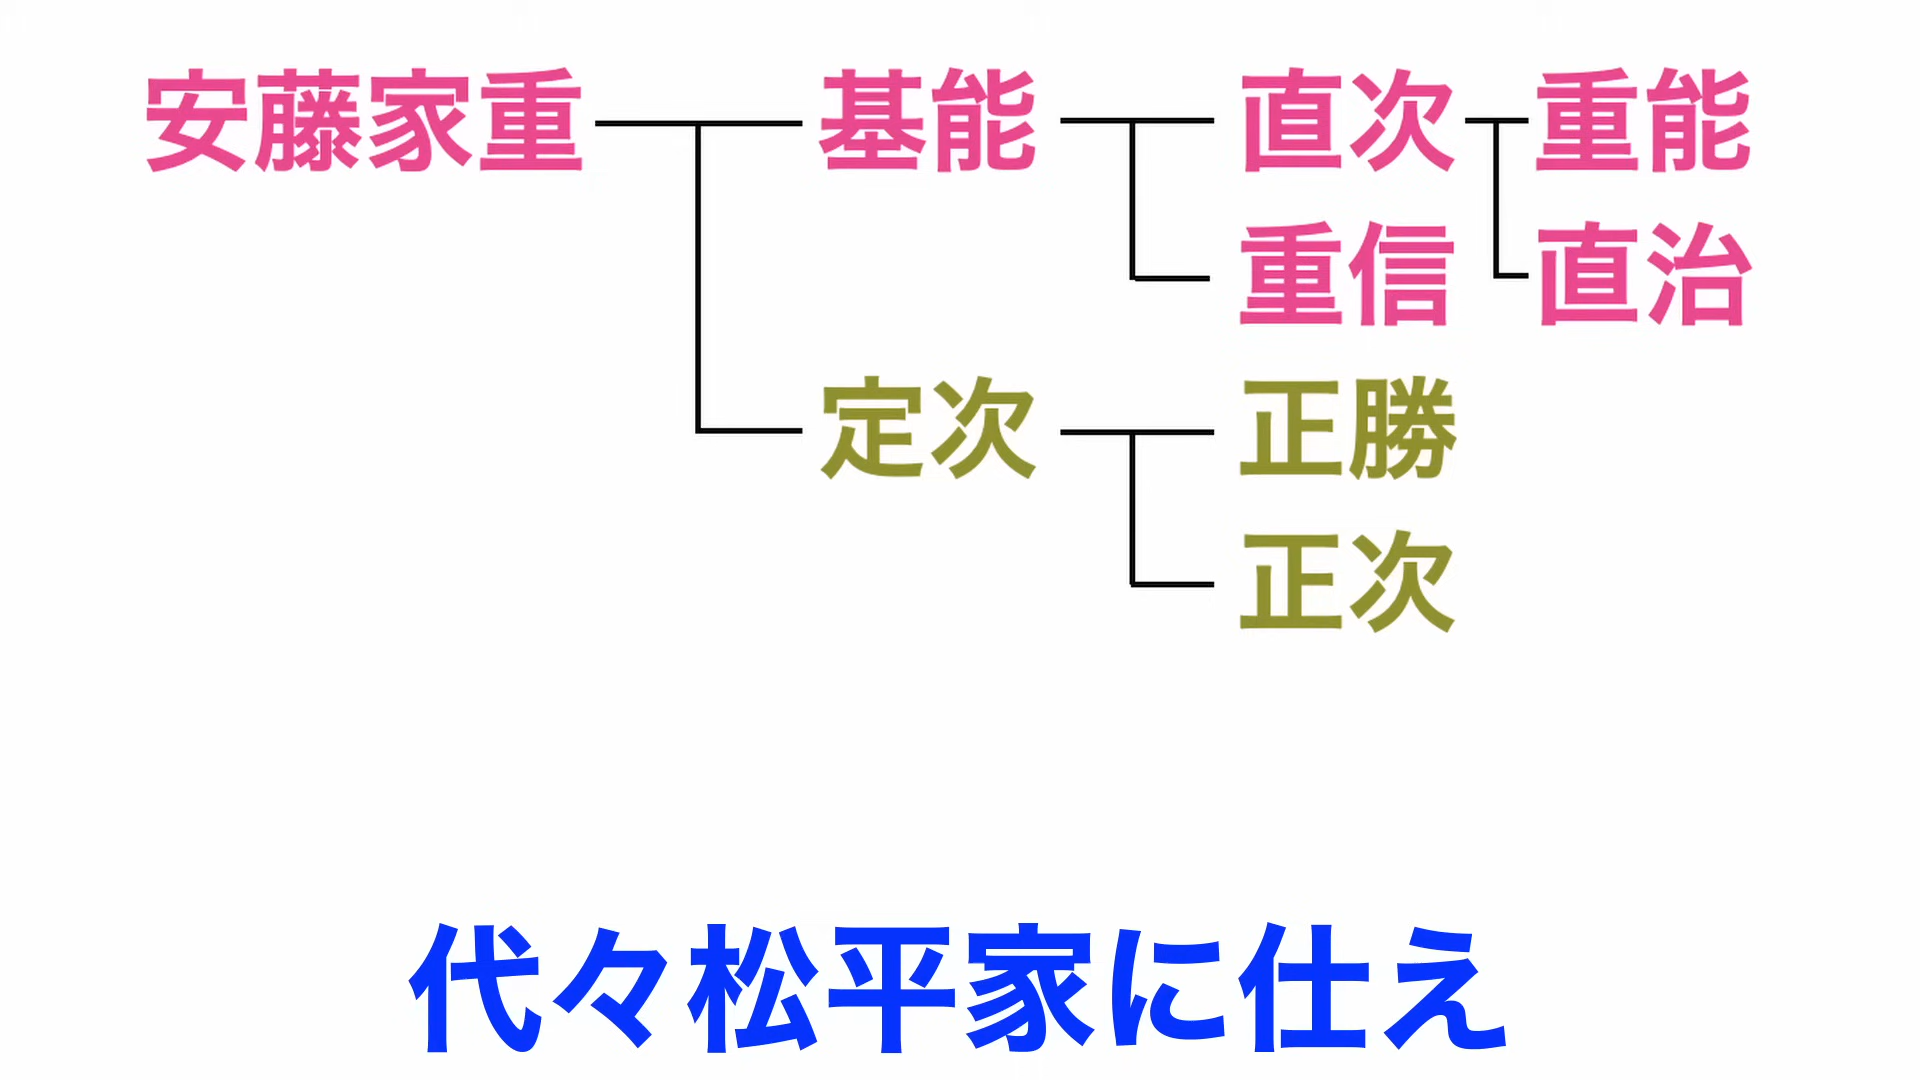 安藤家重 基能 直次 重能
重信 直治
定次 正勝
正次
代々松平家に仕え